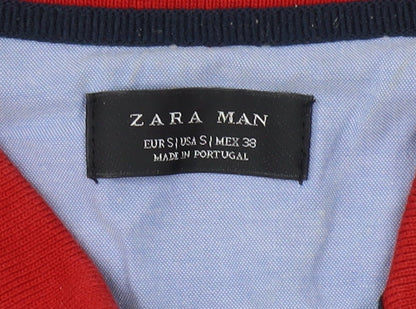 ZARA MAN
EUR S | USA S | MEX 38
MADE IN PORTUGAL